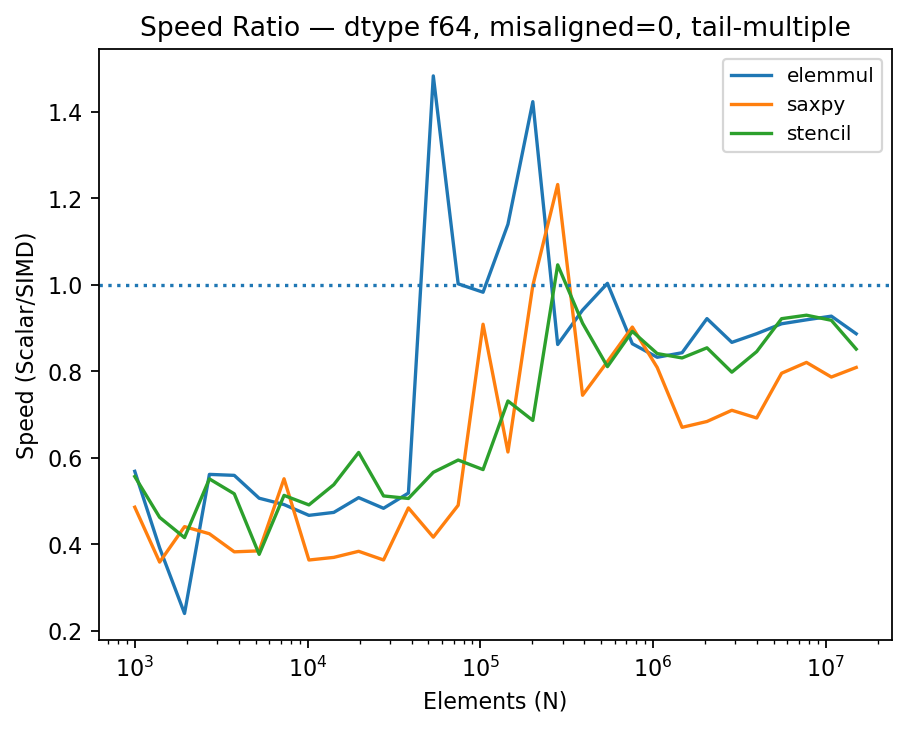 Speed Ratio — dtype f64, misaligned=0, tail-multiple
elemmul
saxpy
stencil
Speed (Scalar/SIMD)
1.4
1.2
1.0
0.8
0.6
0.4
0.2
10³ 10⁴ 10⁵ 10⁶ 10⁷
Elements (N)